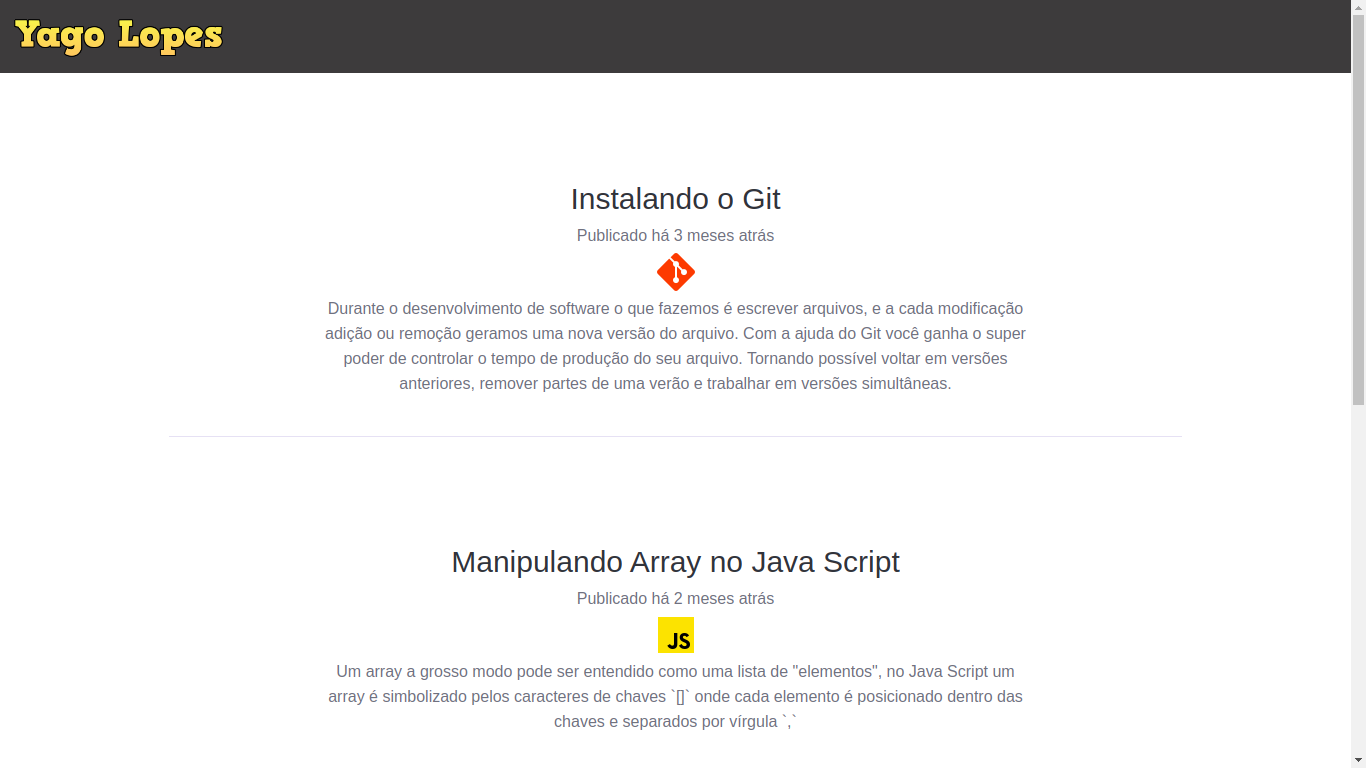 Yago Lopes
Instalando o Git
Publicado há 3 meses atrás
Durante o desenvolvimento de software o que fazemos é escrever arquivos, e a cada modificação
adição ou remoção geramos uma nova versão do arquivo. Com a ajuda do Git você ganha o super
poder de controlar o tempo de produção do seu arquivo. Tornando possível voltar em versões
anteriores, remover partes de uma verão e trabalhar em versões simultâneas.
Manipulando Array no Java Script
Publicado há 2 meses atrás
JS
Um array a grosso modo pode ser entendido como uma lista de "elementos", no Java Script um
array é simbolizado pelos caracteres de chaves `[]` onde cada elemento é posicionado dentro das
chaves e separados por vírgula `,`